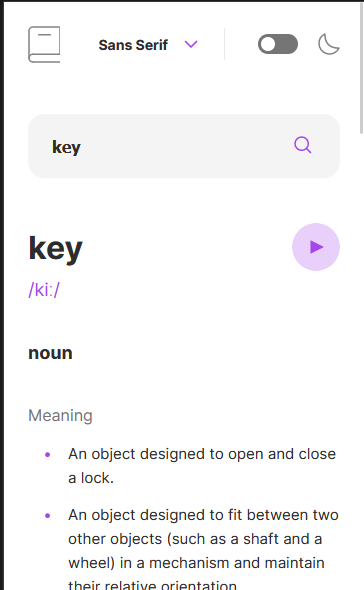 Sans Serif
key
key
/kiː/
noun
Meaning
An object designed to open and close
a lock.
An object designed to fit between two
other objects (such as a shaft and a
wheel) in a mechanism and maintain
their relative orientation